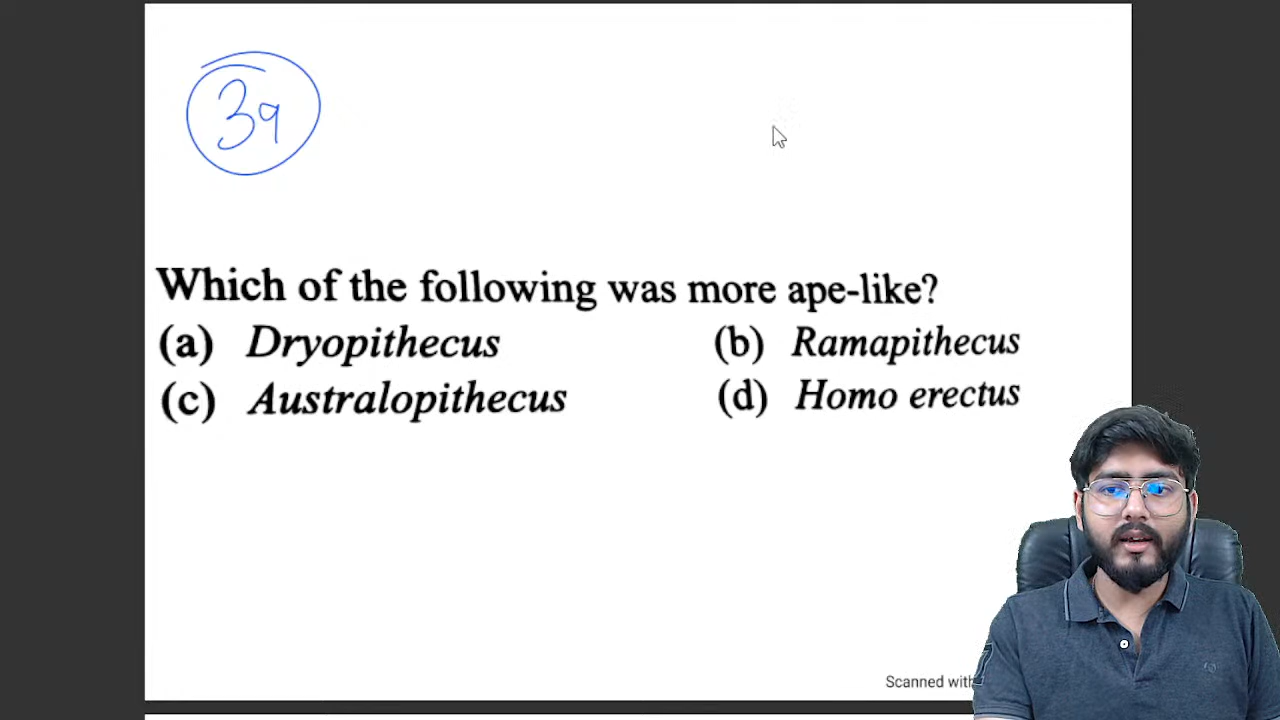 39
Which of the following was more ape-like?
(a) Dryopithecus (b) Ramapithecus
(c) Australopithecus (d) Homo erectus
Scanned with